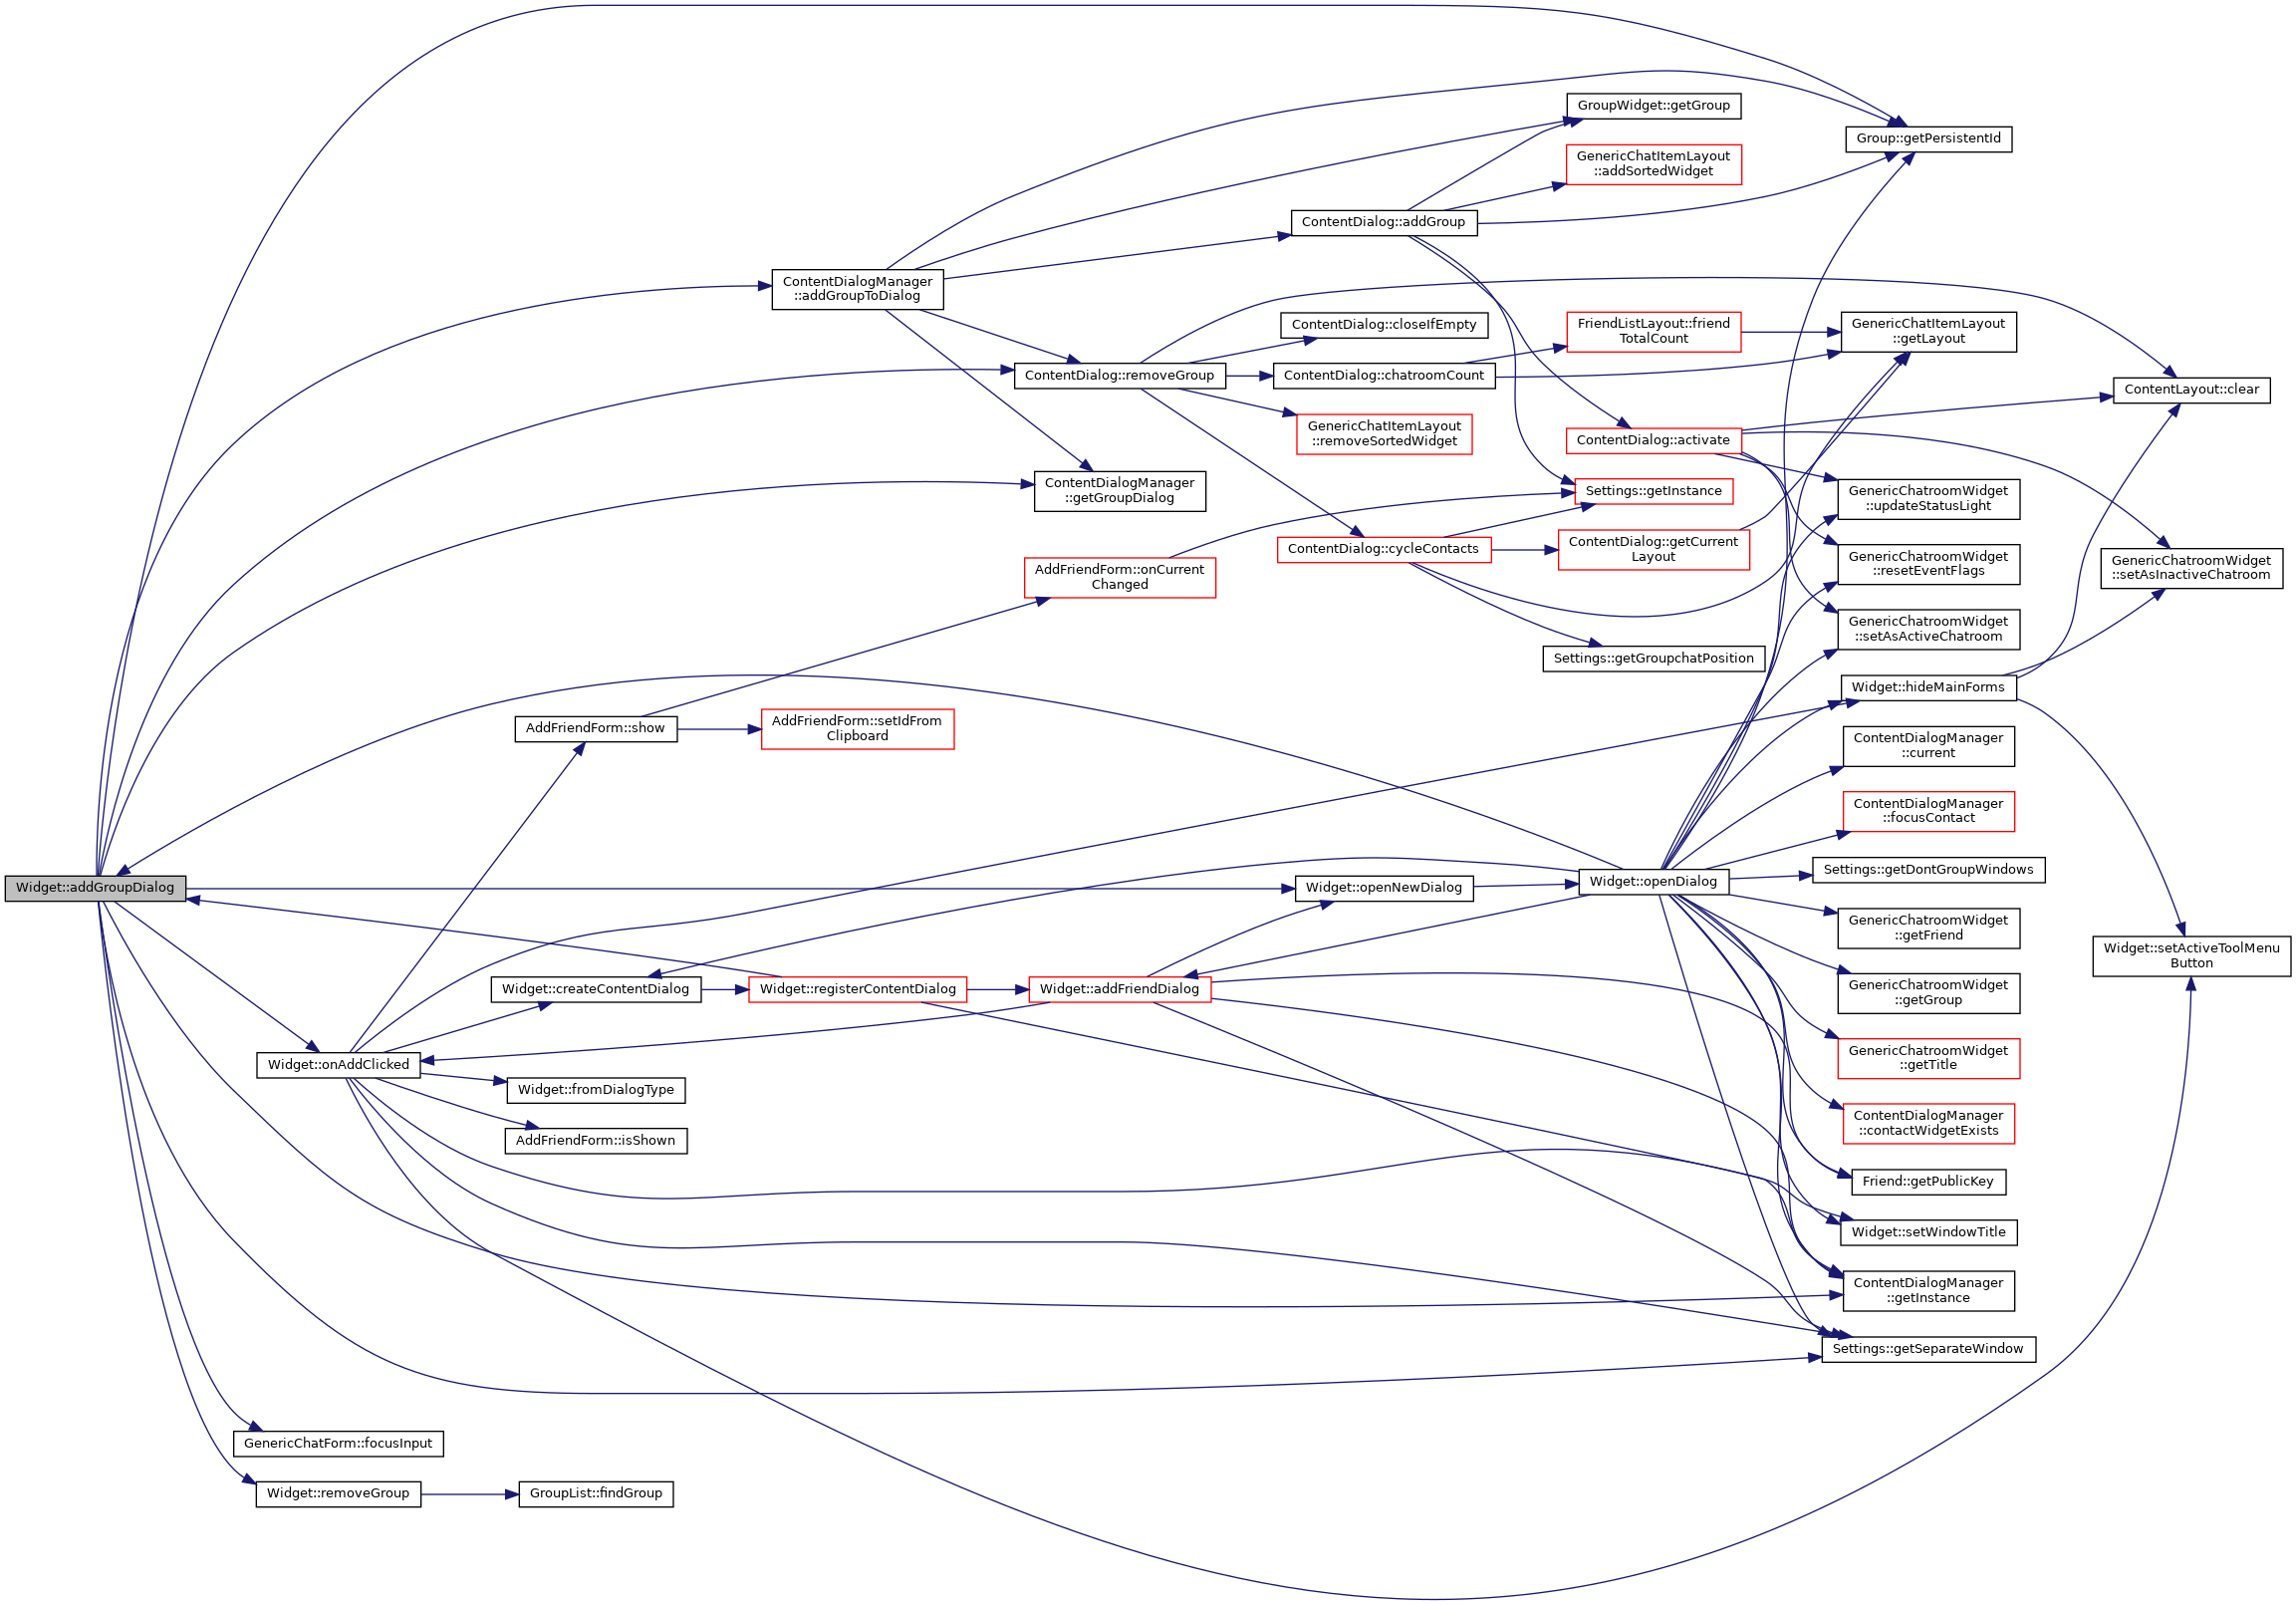 GroupWidget::getGroup
Group::getPersistentId
GenericChatItemLayout
::addSortedWidget
ContentDialog::addGroup
ContentDialogManager
::addGroupToDialog
ContentDialog::closeIfEmpty
FriendListLayout::friend
TotalCount
GenericChatItemLayout
::getLayout
ContentDialog::removeGroup
ContentDialog::chatroomCount
ContentLayout::clear
GenericChatItemLayout
::removeSortedWidget
ContentDialog::activate
ContentDialogManager
::getGroupDialog
Settings::getInstance
GenericChatroomWidget
::updateStatusLight
ContentDialog::cycleContacts
ContentDialog::getCurrent
Layout
GenericChatroomWidget
::resetEventFlags
GenericChatroomWidget
::setAsInactiveChatroom
AddFriendForm::onCurrent
Changed
GenericChatroomWidget
::setAsActiveChatroom
Settings::getGroupchatPosition
Widget::hideMainForms
AddFriendForm::show
AddFriendForm::setIdFrom
Clipboard
ContentDialogManager
::current
ContentDialogManager
::focusContact
Settings::getDontGroupWindows
Widget::addGroupDialog
Widget::openNewDialog
Widget::openDialog
GenericChatroomWidget
::getFriend
Widget::setActiveToolMenu
Button
Widget::createContentDialog
Widget::registerContentDialog
Widget::addFriendDialog
GenericChatroomWidget
::getGroup
Widget::onAddClicked
GenericChatroomWidget
::getTitle
Widget::fromDialogType
ContentDialogManager
::contactWidgetExists
AddFriendForm::isShown
Friend::getPublicKey
Widget::setWindowTitle
ContentDialogManager
::getInstance
Settings::getSeparateWindow
GenericChatForm::focusInput
Widget::removeGroup
GroupList::findGroup